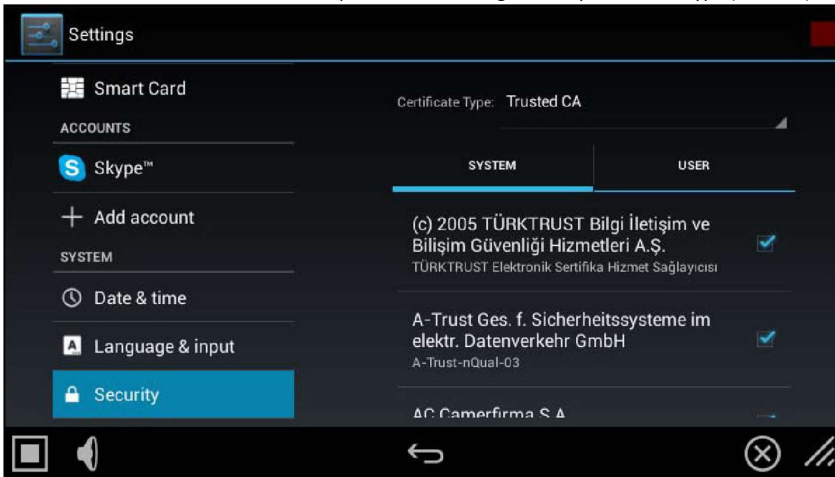 Settings
Smart Card
ACCOUNTS
Skype™
Add account
SYSTEM
Date & time
Language & input
Security
Certificate Type: Trusted CA
SYSTEM USER
(c) 2005 TÜRKTRUST Bilgi İletişim ve
Bilişim Güvenliği Hizmetleri A.Ş.
TÜRKTRUST Elektronik Sertifika Hizmet Sağlayıcısı
A-Trust Ges. f. Sicherheitssysteme im
elektr. Datenverkehr GmbH
A-Trust-nQual-03
AC Camerfirma S.A.